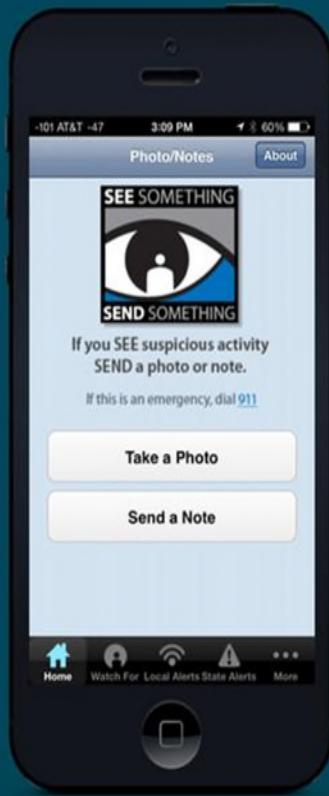 -101 AT&T -47 3:09 PM 60%
Photo/Notes About
SEE SOMETHING
SEND SOMETHING
If you SEE suspicious activity
SEND a photo or note.
If this is an emergency, dial 911
Take a Photo
Send a Note
Home Watch For Local Alerts State Alerts More